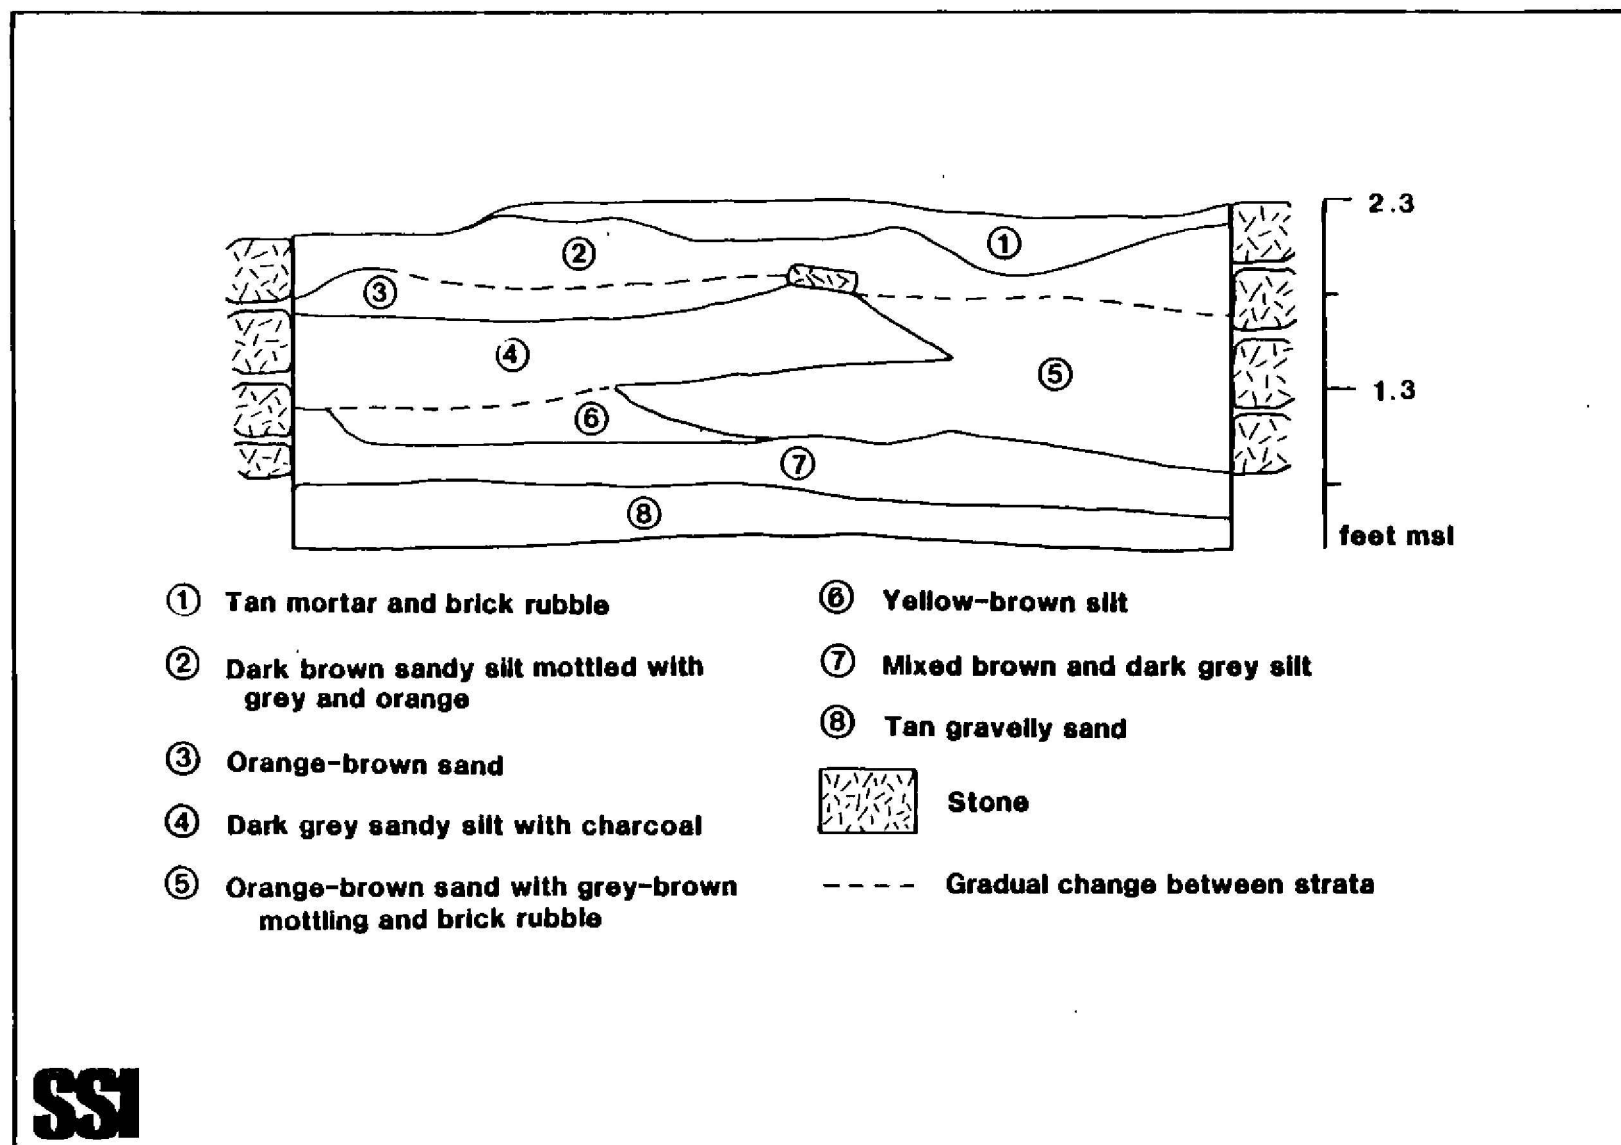 2.3
①
②
③
④
⑤
1.3
⑥
⑦
⑧
feet msl
① Tan mortar and brick rubble
② Dark brown sandy silt mottled with
grey and orange
③ Orange-brown sand
④ Dark grey sandy silt with charcoal
⑤ Orange-brown sand with grey-brown
mottling and brick rubble
⑥ Yellow-brown silt
⑦ Mixed brown and dark grey silt
⑧ Tan gravelly sand
Stone
Gradual change between strata
SSI